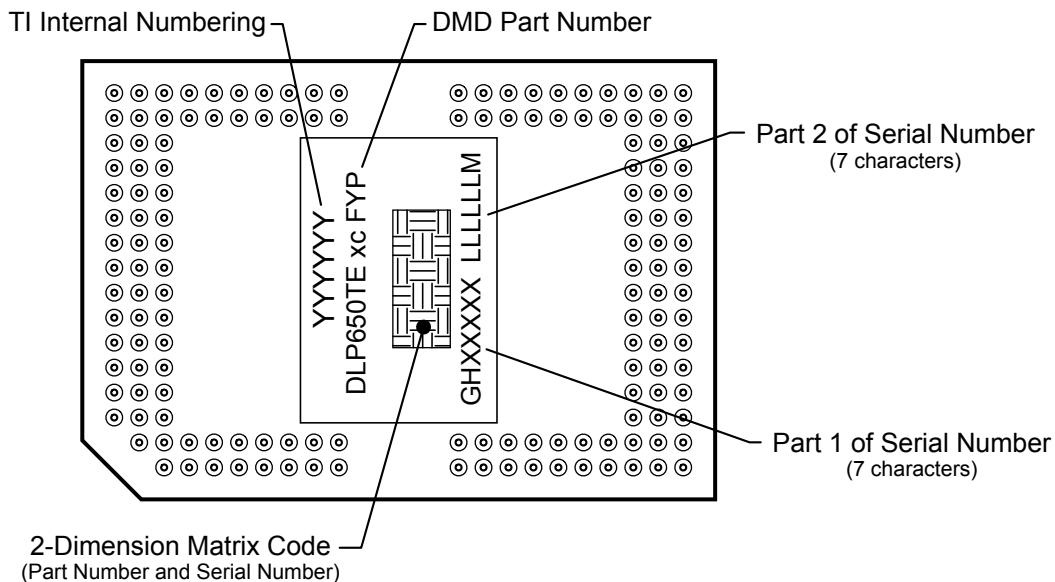 TI Internal Numbering
DMD Part Number
Part 2 of Serial Number
(7 characters)
YYYYYYY
DLP650TE xc FYP
GHXXXXX LLLLLLM
Part 1 of Serial Number
(7 characters)
2-Dimension Matrix Code
(Part Number and Serial Number)